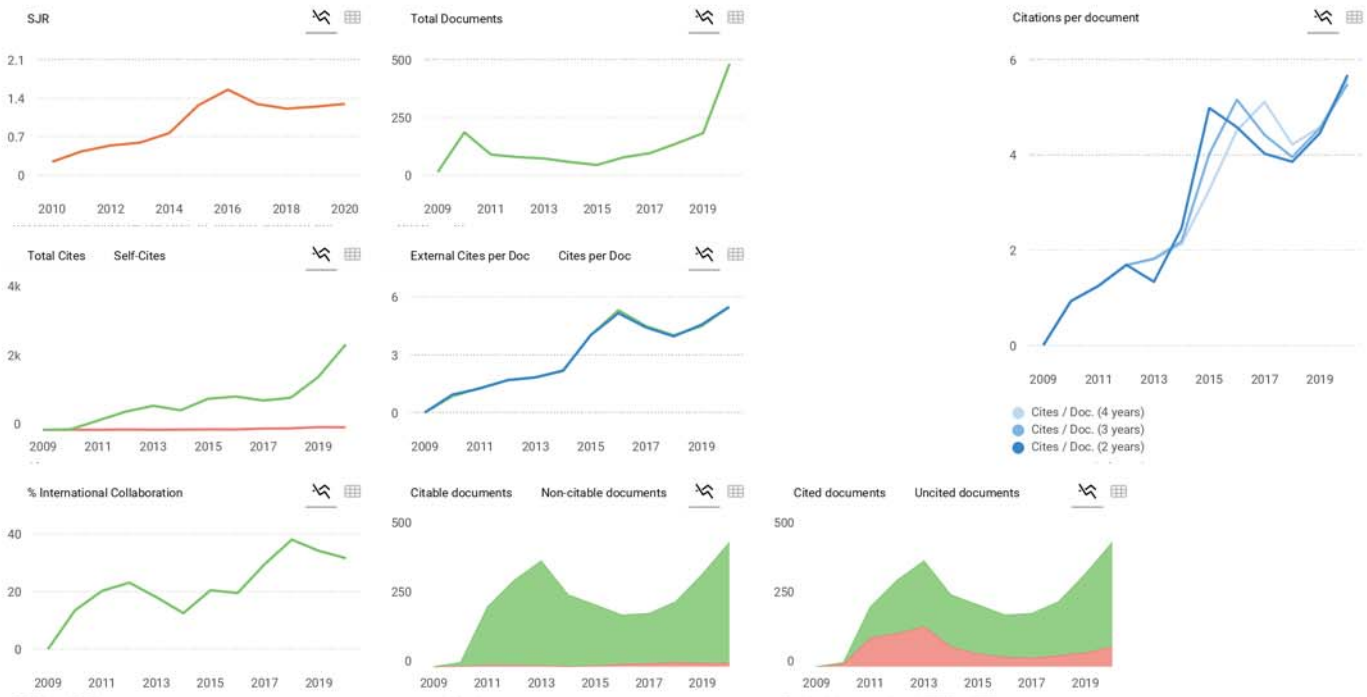 SJR
2.1
1.4
0.7
0
2010 2012 2014 2016 2018 2020
Total Documents
500
250
0
2009 2011 2013 2015 2017 2019
Citations per document
6
4
2
0
2009 2011 2013 2015 2017 2019
Cites / Doc. (4 years)
Cites / Doc. (3 years)
Cites / Doc. (2 years)
Total Cites Self-Cites
4k
2k
0
2009 2011 2013 2015 2017 2019
External Cites per Doc Cites per Doc
6
3
0
2009 2011 2013 2015 2017 2019
% International Collaboration
40
20
0
2009 2011 2013 2015 2017 2019
Citable documents Non-citable documents
500
250
0
2009 2011 2013 2015 2017 2019
Cited documents Uncited documents
500
250
0
2009 2011 2013 2015 2017 2019